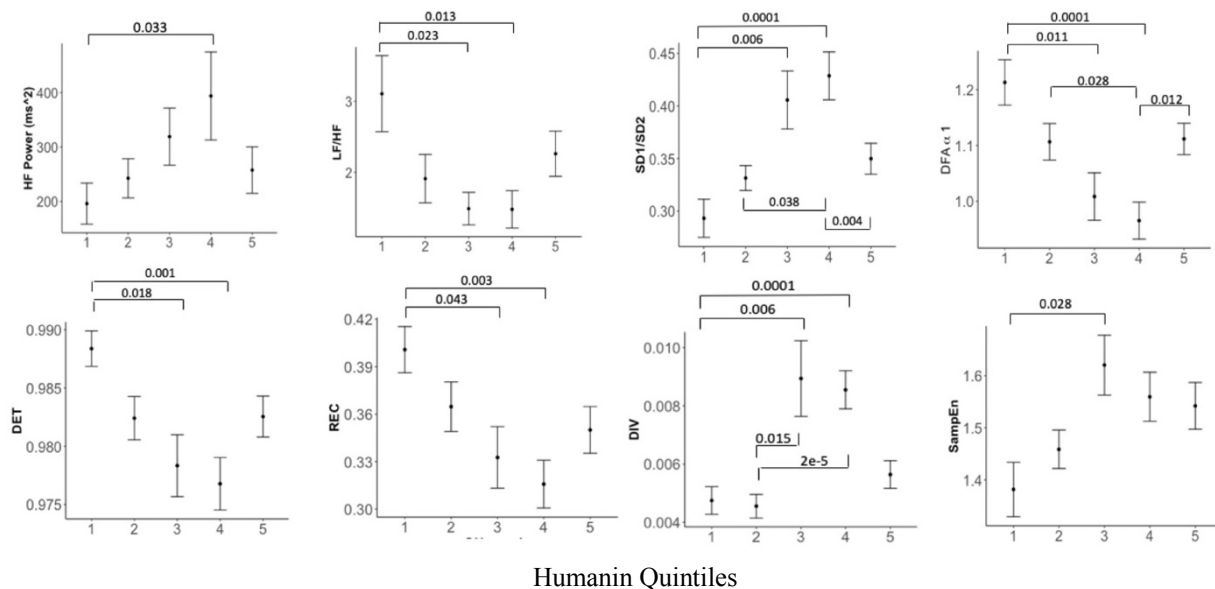 0.033
HF Power (ms^2)
400
300
200
1 2 3 4 5
0.013
0.023
LF/HF
3
2
1 2 3 4 5
0.0001
0.006
SD1/SD2
0.45
0.40
0.35
0.30
0.038
0.004
1 2 3 4 5
0.0001
0.011
0.028
0.012
DFA α 1
1.2
1.1
1.0
1 2 3 4 5
0.001
0.018
DET
0.990
0.985
0.980
0.975
1 2 3 4 5
0.003
0.043
REC
0.42
0.39
0.36
0.33
0.30
1 2 3 4 5
0.0001
0.006
DIV
0.010
0.008
0.006
0.004
0.015
2e-5
1 2 3 4 5
0.028
SampEn
1.6
1.5
1.4
1 2 3 4 5
Humanin Quintiles